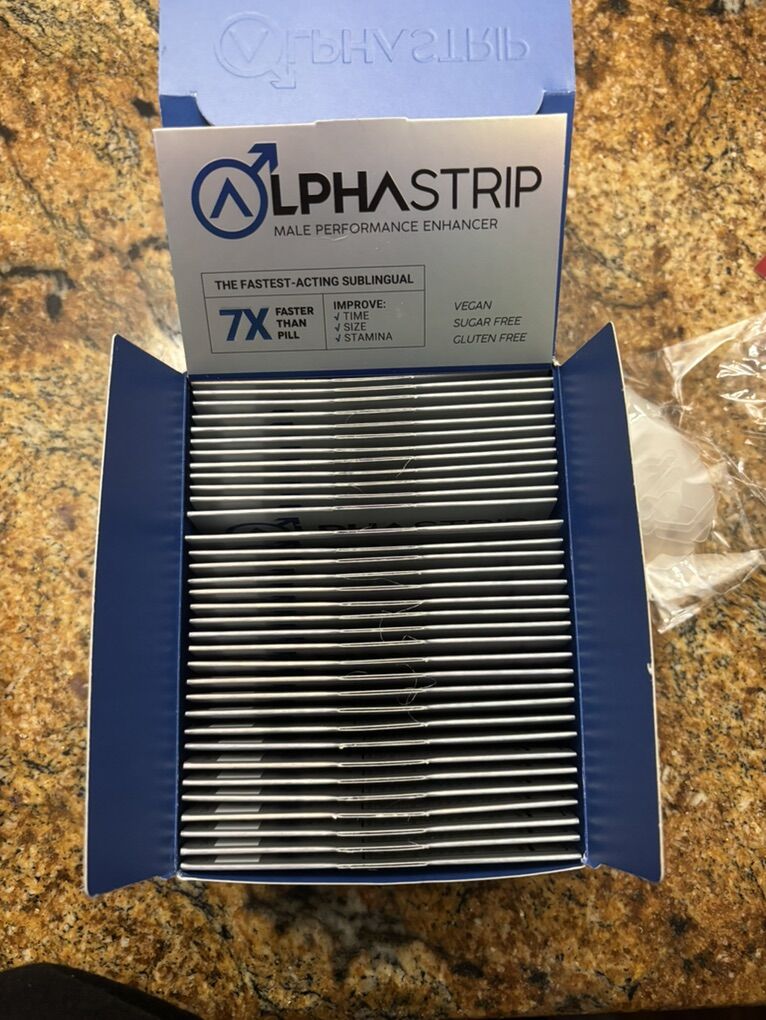 ALPHASTRIP
ALPHASTRIP
MALE PERFORMANCE ENHANCER
THE FASTEST-ACTING SUBLINGUAL
7X FASTER THAN PILL
IMPROVE:
√ TIME
√ SIZE
√ STAMINA
VEGAN
SUGAR FREE
GLUTEN FREE
ALPHASTRIP